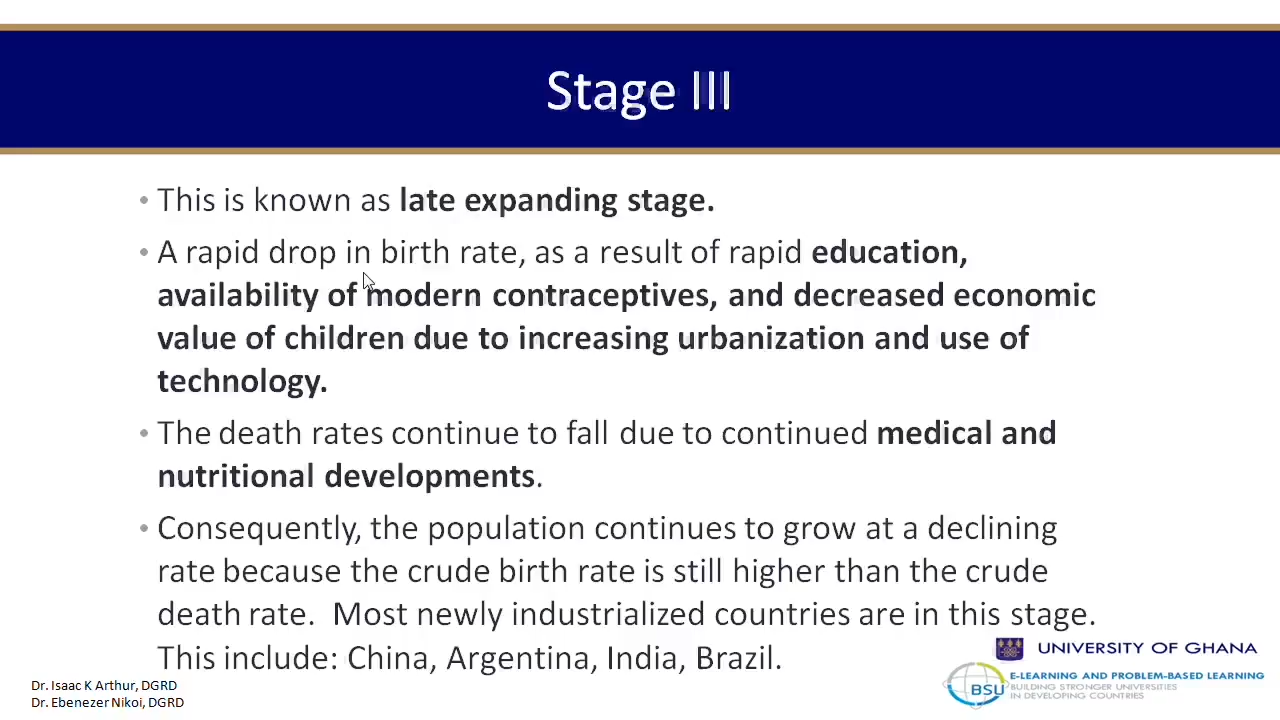 Stage III
• This is known as late expanding stage.
• A rapid drop in birth rate, as a result of rapid education,
availability of modern contraceptives, and decreased economic
value of children due to increasing urbanization and use of
technology.
• The death rates continue to fall due to continued medical and
nutritional developments.
• Consequently, the population continues to grow at a declining
rate because the crude birth rate is still higher than the crude
death rate.  Most newly industrialized countries are in this stage.
This include: China, Argentina, India, Brazil.
Dr. Isaac K Arthur, DGRD
Dr. Ebenezer Nikoi, DGRD
UNIVERSITY OF GHANA
BSU
E-LEARNING AND PROBLEM-BASED LEARNING
BUILDING STRONGER UNIVERSITIES
IN DEVELOPING COUNTRIES